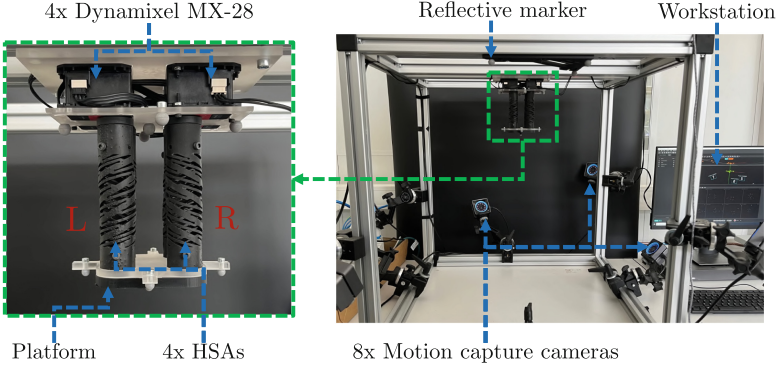 4x Dynamixel MX-28
Reflective marker
Workstation
L
R
Platform
4x HSAs
8x Motion capture cameras